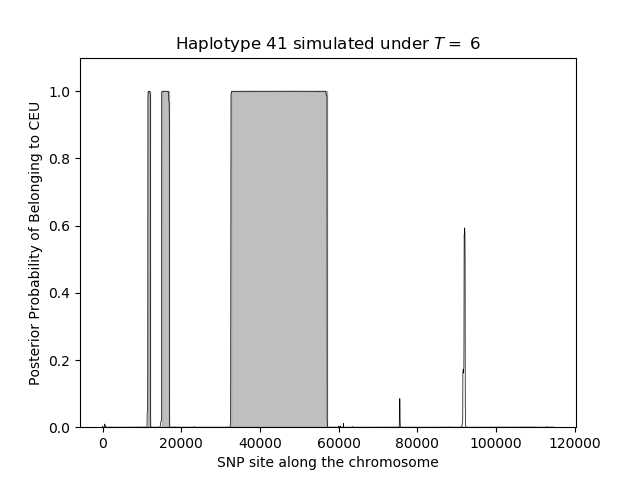 Haplotype 41 simulated under T = 6
Posterior Probability of Belonging to CEU
1.0
0.8
0.6
0.4
0.2
0.0
0 20000 40000 60000 80000 100000 120000
SNP site along the chromosome